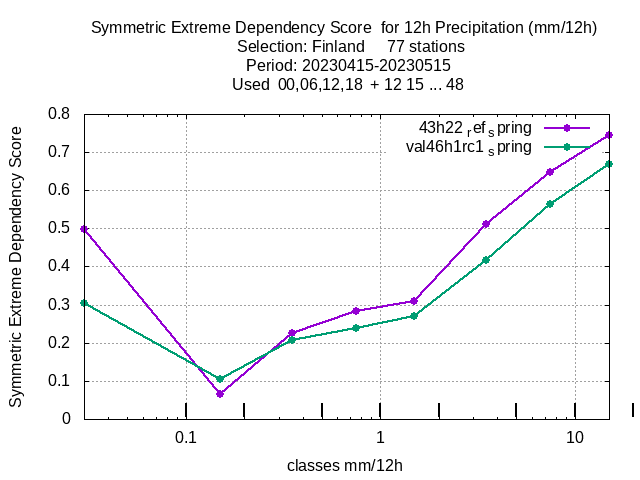 Symmetric Extreme Dependency Score  for 12h Precipitation (mm/12h)
Selection: Finland     77 stations
Period: 20230415-20230515
Used  00,06,12,18  + 12 15 ... 48
43h22 ref spring
val46h1rc1 spring
Symmetric Extreme Dependency Score
0.8
0.7
0.6
0.5
0.4
0.3
0.2
0.1
0
0.1 1 10
classes mm/12h